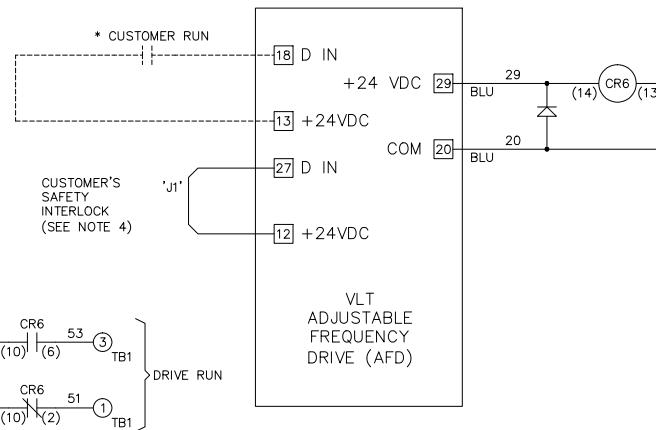 * CUSTOMER RUN
18 D IN
+24 VDC 29
BLU
29
(14) CR6 (13
13 +24VDC
COM 20
BLU
20
27 D IN
'J1'
CUSTOMER'S
SAFETY
INTERLOCK
(SEE NOTE 4)
12 +24VDC
VLT
ADJUSTABLE
FREQUENCY
DRIVE (AFD)
CR6
53
3
(10) (6)
TB1
DRIVE RUN
CR6
51
1
(10) (2)
TB1